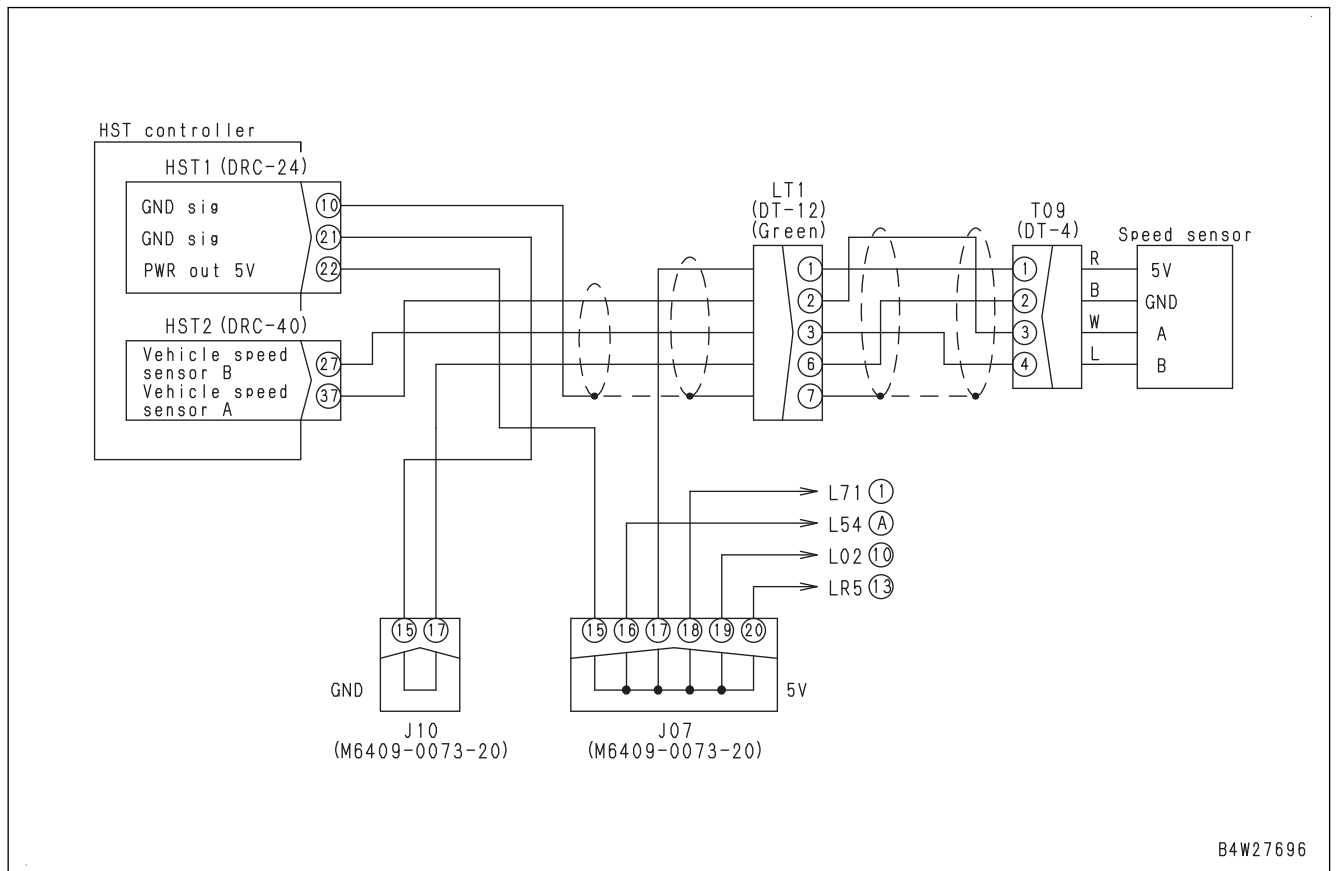 HST controller
HST1 (DRC-24)
GND sig 10
GND sig 21
PWR out 5V 22
HST2 (DRC-40)
Vehicle speed
sensor B 27
Vehicle speed
sensor A 37
LT1
(DT-12)
(Green)
1
2
3
6
7
T09
(DT-4)
1
2
3
4
R
B
W
L
Speed sensor
5V
GND
A
B
L71 1
L54 A
L02 10
LR5 13
15 17
GND
J10
(M6409-0073-20)
15 16 17 18 19 20
5V
J07
(M6409-0073-20)
B4W27696